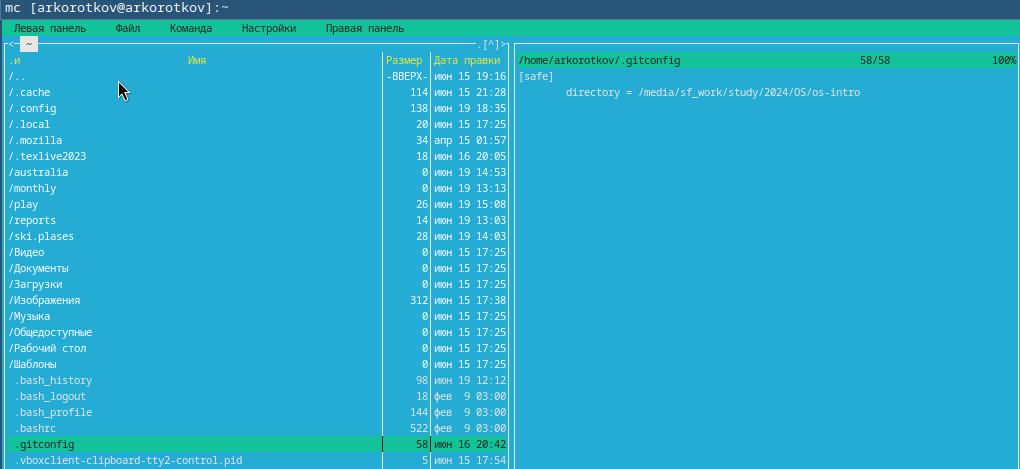 mc [arkorotkov@arkorotkov]:~
Левая панель Файл Команда Настройки Правая панель
<- ~ .[^]>
.и Имя Размер Дата правки
/.. -ВВЕРХ- июн 15 19:16
/.cache 114 июн 15 21:28
/.config 138 июн 19 18:35
/.local 20 июн 15 17:25
/.mozilla 34 апр 15 01:57
/.texlive2023 18 июн 16 20:05
/australia 0 июн 19 14:53
/monthly 0 июн 19 13:13
/play 26 июн 19 15:08
/reports 14 июн 19 13:03
/ski.plases 28 июн 19 14:03
/Видео 0 июн 15 17:25
/Документы 0 июн 15 17:25
/Загрузки 0 июн 15 17:25
/Изображения 312 июн 15 17:38
/Музыка 0 июн 15 17:25
/Общедоступные 0 июн 15 17:25
/Рабочий стол 0 июн 15 17:25
/Шаблоны 0 июн 15 17:25
.bash_history 98 июн 19 12:12
.bash_logout 18 фев 9 03:00
.bash_profile 144 фев 9 03:00
.bashrc 522 фев 9 03:00
.gitconfig 58 июн 16 20:42
.vboxclient-clipboard-tty2-control.pid 5 июн 15 17:54
/home/arkorotkov/.gitconfig 58/58 100%
[safe]
directory = /media/sf_work/study/2024/OS/os-intro